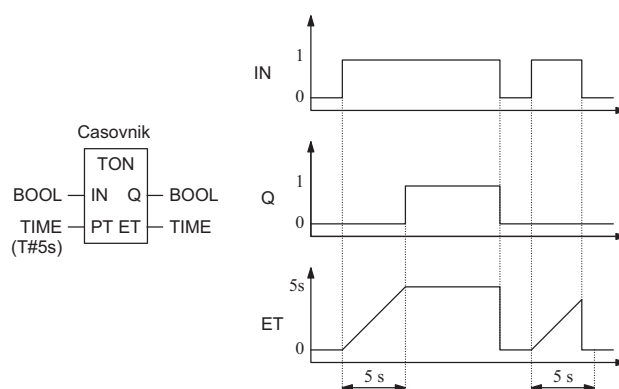 Casovnik
TON
BOOL IN Q BOOL
TIME PT ET TIME
(T#5s)
IN
1
0
Q
1
0
ET
5s
0
5 s 5 s